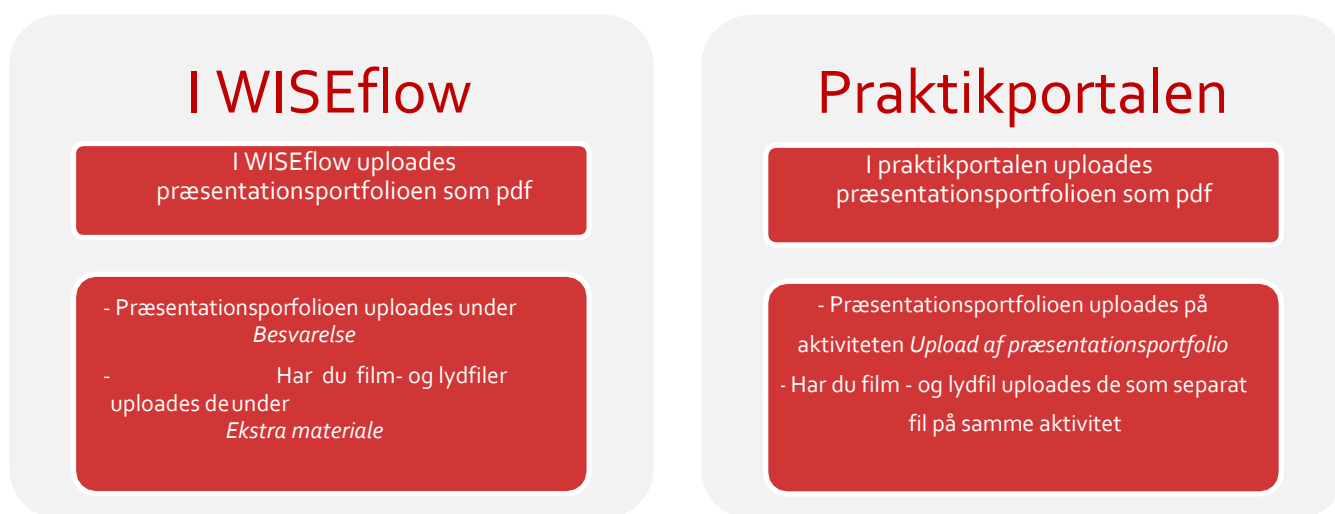 I WISEflow
I WISEflow uploades
præsentationsportfolioen som pdf
- Præsentationsporfolioen uploades under
Besvarelse
- Har du film- og lydfiler
uploades de under
Ekstra materiale
Praktikportalen
I praktikportalen uploades
præsentationsportfolioen som pdf
- Præsentationsportfolioen uploades på
aktiviteten Upload af præsentationsportfolio
- Har du film - og lydfil uploades de som separat
fil på samme aktivitet